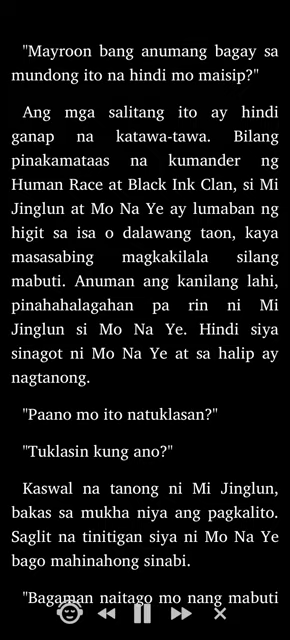 "Mayroon bang anumang bagay sa
mundong ito na hindi mo maisip?"
Ang mga salitang ito ay hindi
ganap na katawa-tawa. Bilang
pinakamataas na kumander ng
Human Race at Black Ink Clan, si Mi
Jinglun at Mo Na Ye ay lumaban ng
higit sa isa o dalawang taon, kaya
masasabing magkakilala silang
mabuti. Anuman ang kanilang lahi,
pinahahalagahan pa rin ni Mi
Jinglun si Mo Na Ye. Hindi siya
sinagot ni Mo Na Ye at sa halip ay
nagtanong.
"Paano mo ito natuklasan?"
"Tuklasin kung ano?"
Kaswal na tanong ni Mi Jinglun,
bakas sa mukha niya ang pagkalito.
Saglit na tinitigan siya ni Mo Na Ye
bago mahinahong sinabi.
"Bagaman naitago mo nang mabuti